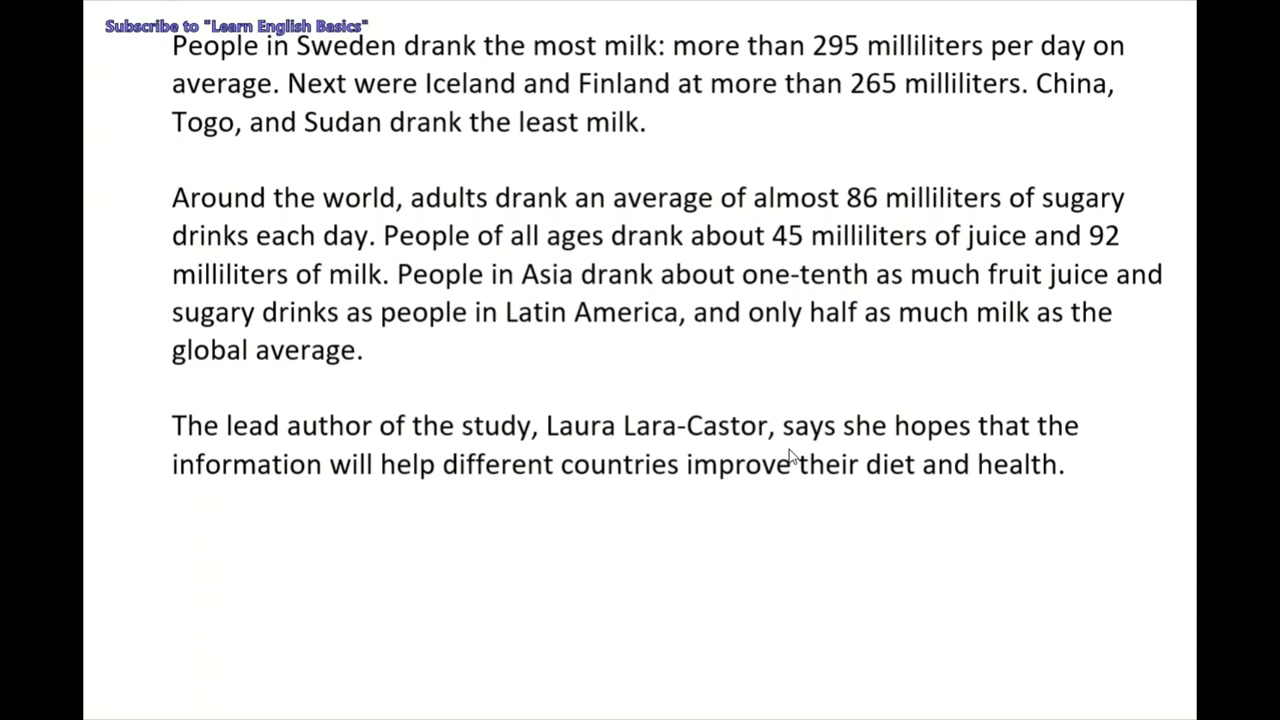 Subscribe to "Learn English Basics"
People in Sweden drank the most milk: more than 295 milliliters per day on
average. Next were Iceland and Finland at more than 265 milliliters. China,
Togo, and Sudan drank the least milk.
Around the world, adults drank an average of almost 86 milliliters of sugary
drinks each day. People of all ages drank about 45 milliliters of juice and 92
milliliters of milk. People in Asia drank about one-tenth as much fruit juice and
sugary drinks as people in Latin America, and only half as much milk as the
global average.
The lead author of the study, Laura Lara-Castor, says she hopes that the
information will help different countries improve their diet and health.